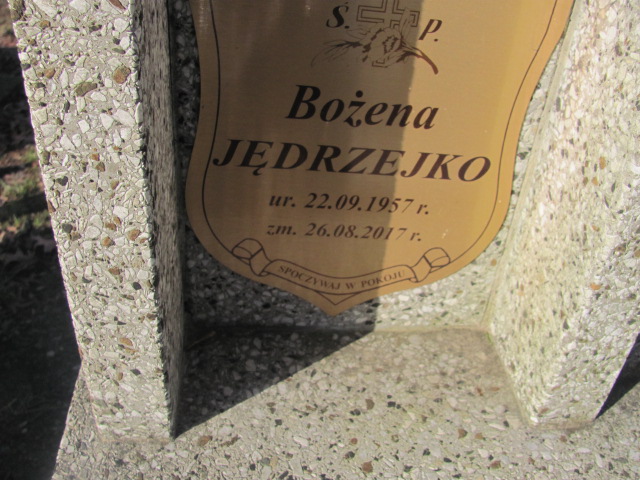 Ś. p.
Bożena
JĘDRZEJKO
ur. 22.09.1957 r.
zm. 26.08.2017 r.
SPOCZYWAJ W POKOJU